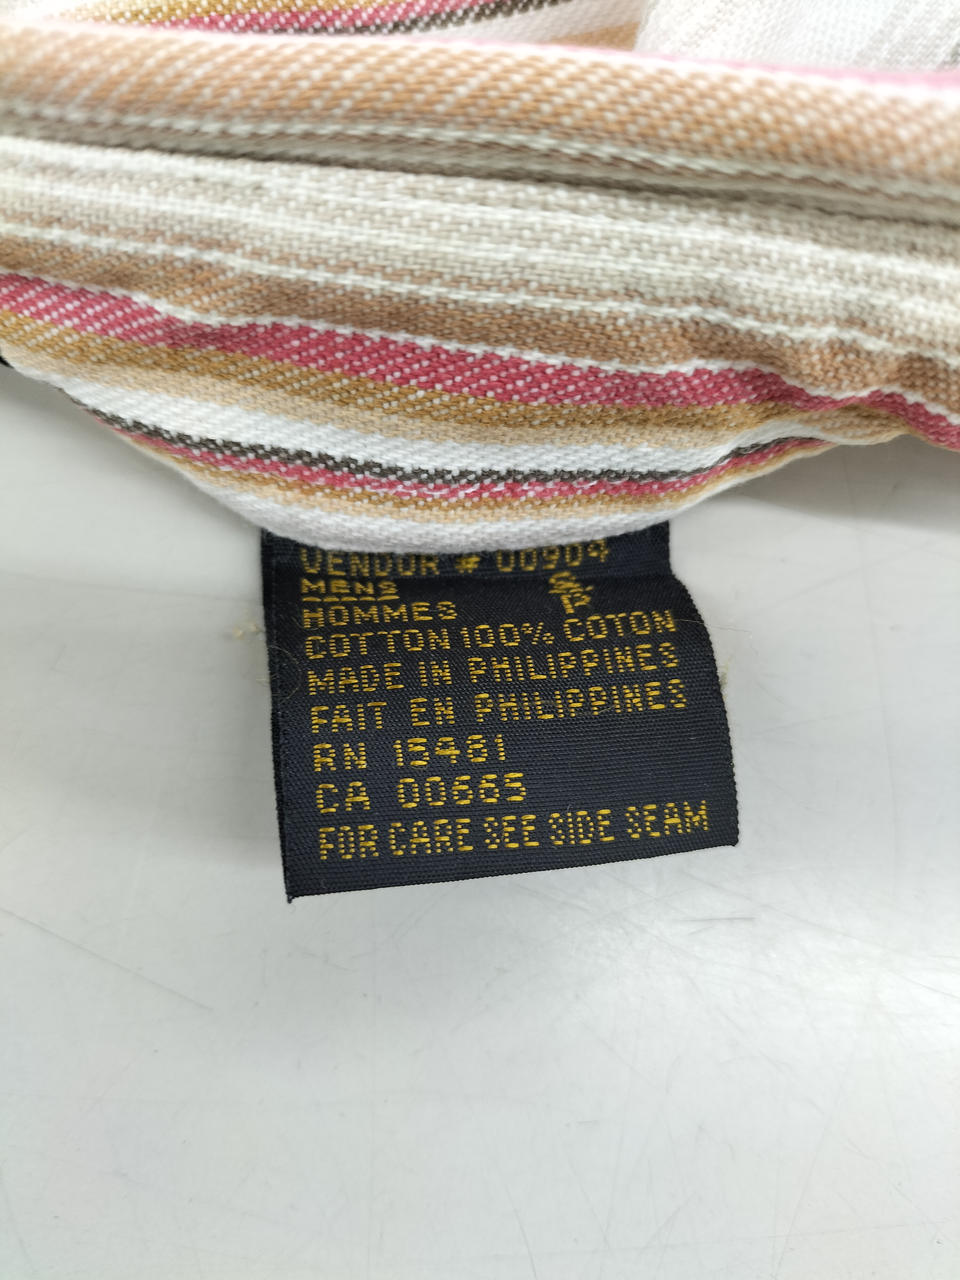 VENDOR # 00904
MENS
HOMMES
COTTON 100% COTON
MADE IN PHILIPPINES
FAIT EN PHILIPPINES
RN 15481
CA 00665
FOR CARE SEE SIDE SEAM